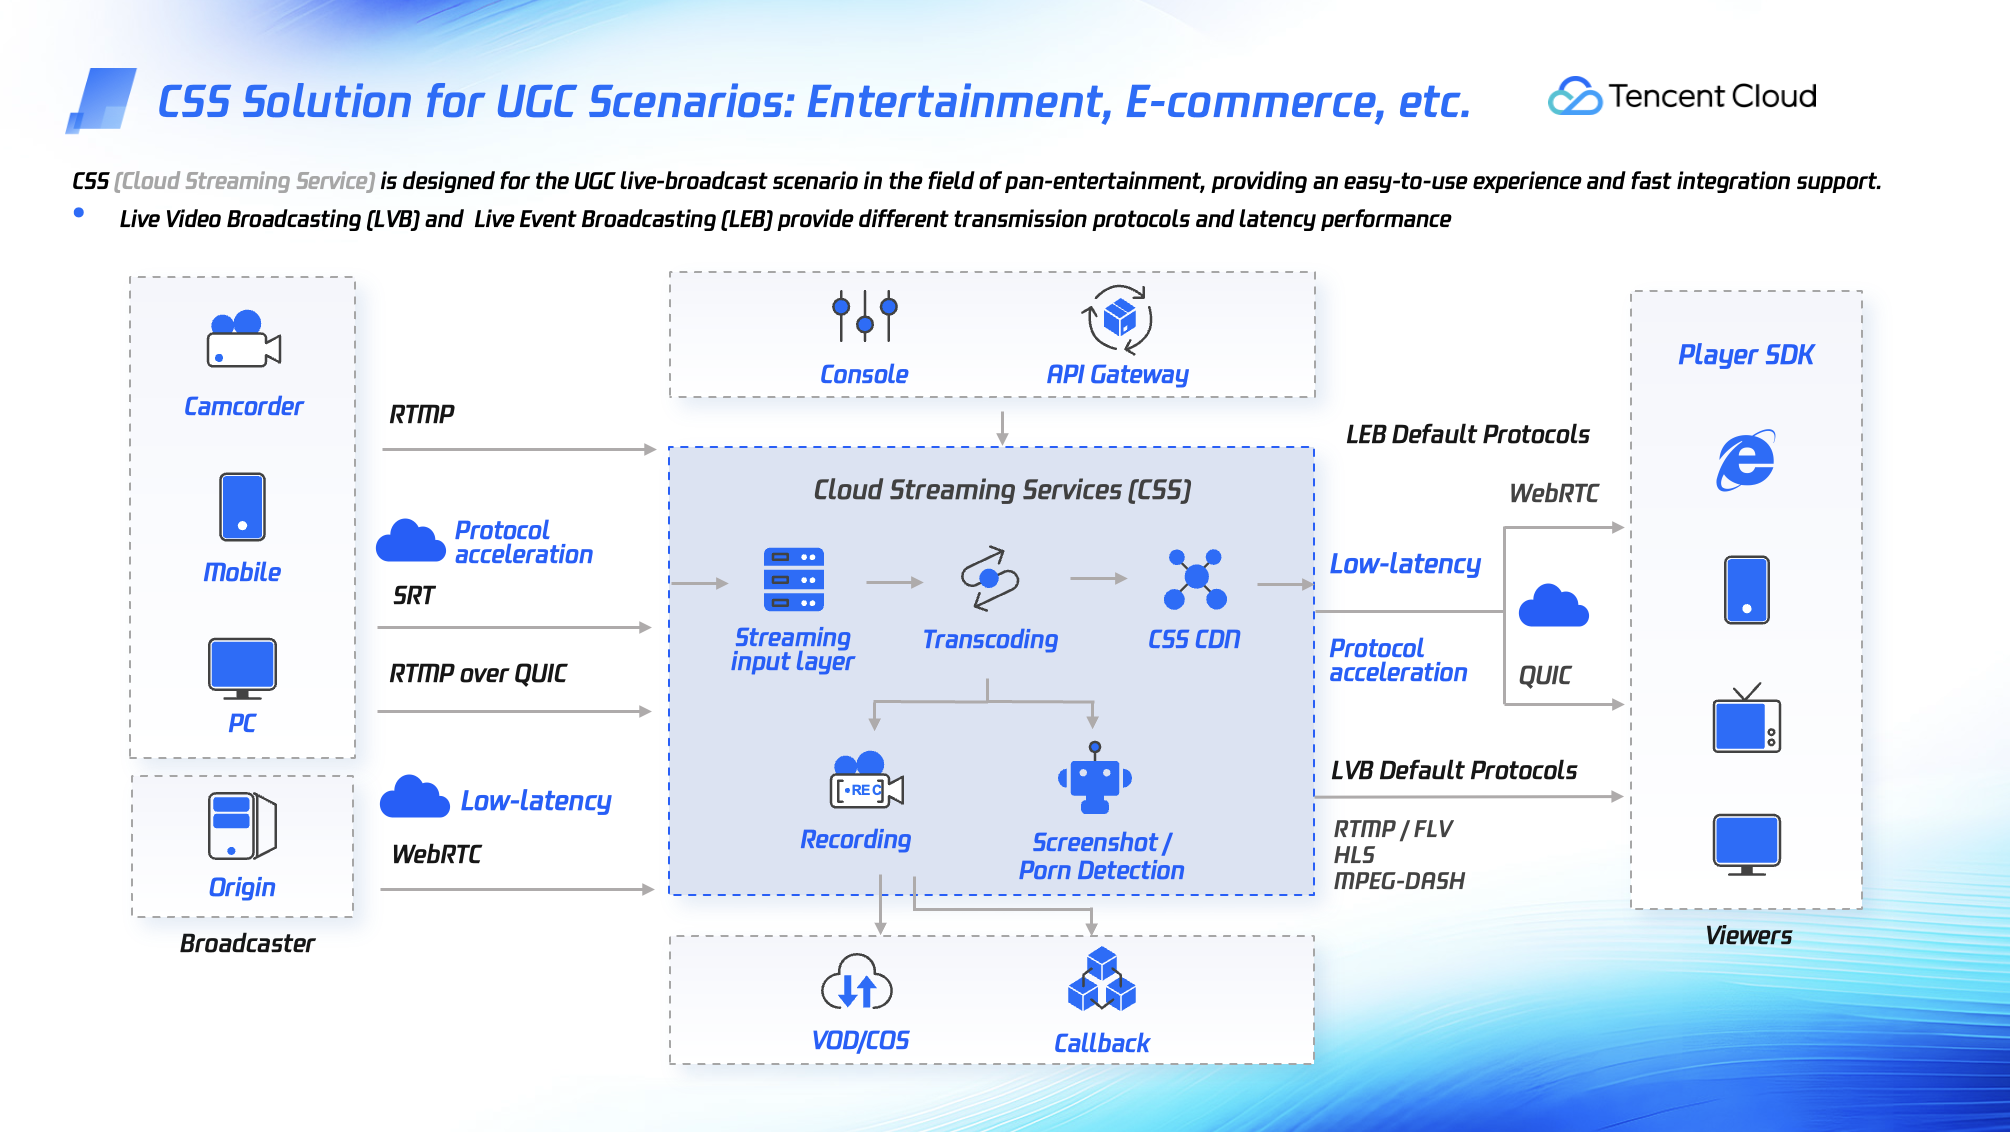 CSS Solution for UGC Scenarios: Entertainment, E-commerce, etc.
Tencent Cloud
CSS (Cloud Streaming Service) is designed for the UGC live-broadcast scenario in the field of pan-entertainment, providing an easy-to-use experience and fast integration support.
Live Video Broadcasting (LVB) and Live Event Broadcasting (LEB) provide different transmission protocols and latency performance
Camcorder
Mobile
PC
Origin
Broadcaster
RTMP
Protocol
acceleration
SRT
RTMP over QUIC
Low-latency
WebRTC
Console
API Gateway
Cloud Streaming Services (CSS)
Streaming
input layer
Transcoding
CSS CDN
REC
Recording
Screenshot /
Porn Detection
VOD/COS
Callback
LEB Default Protocols
WebRTC
Low-latency
Protocol
acceleration
QUIC
LVB Default Protocols
RTMP / FLV
HLS
MPEG-DASH
Player SDK
Viewers